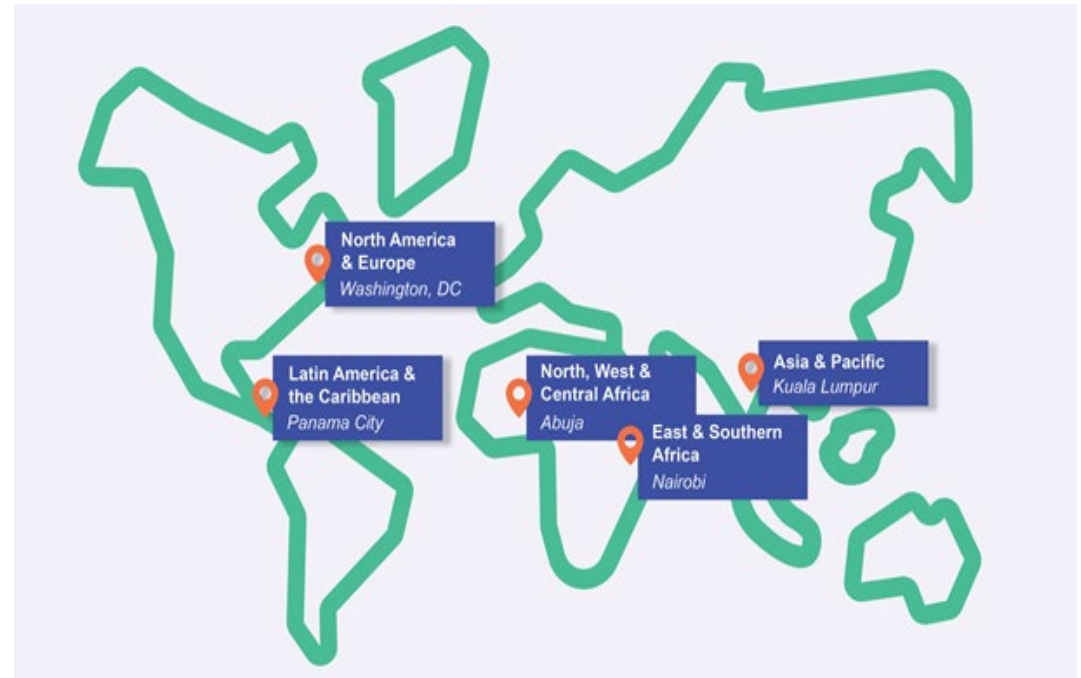 North America
& Europe
Washington, DC
Latin America &
the Caribbean
Panama City
North, West &
Central Africa
Abuja
East & Southern
Africa
Nairobi
Asia & Pacific
Kuala Lumpur